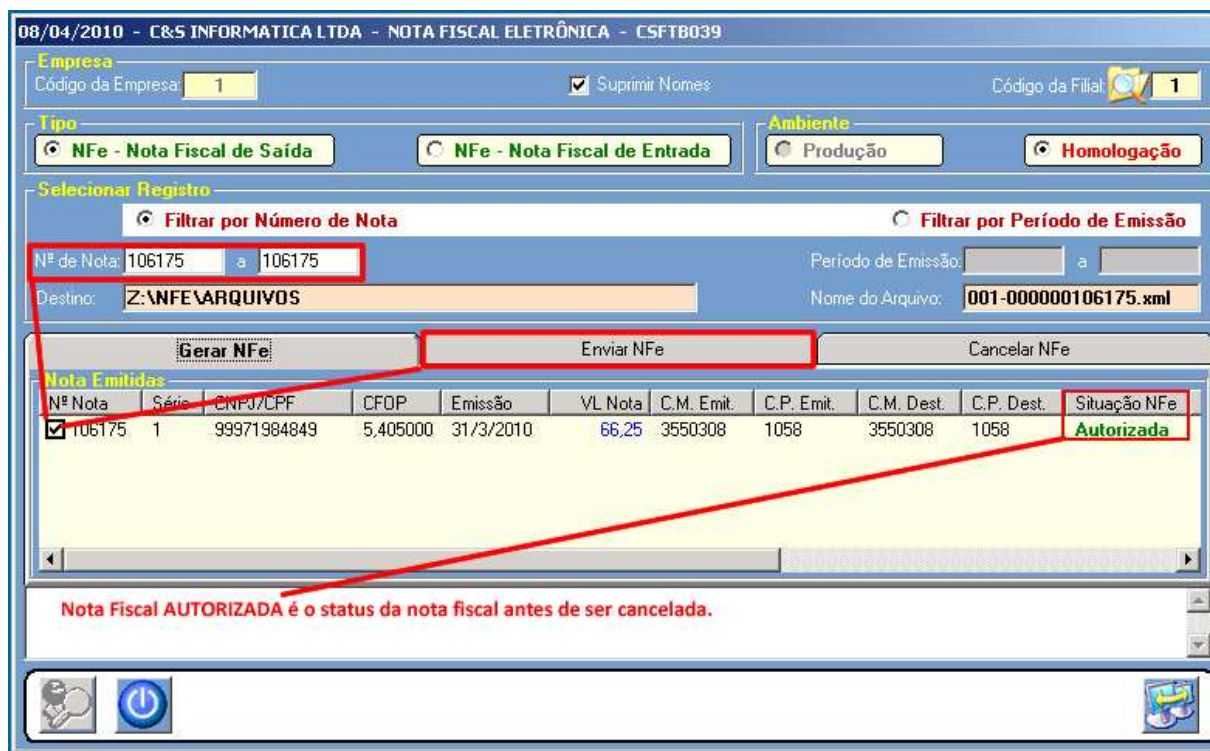 08/04/2010 - C&S INFORMATICA LTDA - NOTA FISCAL ELETRÔNICA - CSFTB039
Empresa
Código da Empresa: 1 Suprimir Nomes Código da Filial: 1
Tipo Ambiente
NFe - Nota Fiscal de Saída NFe - Nota Fiscal de Entrada Produção Homologação
Selecionar Registro
Filtrar por Número de Nota Filtrar por Período de Emissão
Nº de Nota: 106175 a 106175 Período de Emissão: a
Destino: Z:\NFE\ARQUIVOS Nome do Arquivo: 001-000000106175.xml
Gerar NFe Enviar NFe Cancelar NFe
Nota Emitidas
Nº Nota Série CNPJ/CPF CFOP Emissão VL Nota C.M. Emit. C.P. Emit. C.M. Dest. C.P. Dest. Situação NFe
106175 1 99971984849 5,405000 31/3/2010 66,25 3550308 1058 3550308 1058 Autorizada
Nota Fiscal AUTORIZADA é o status da nota fiscal antes de ser cancelada.